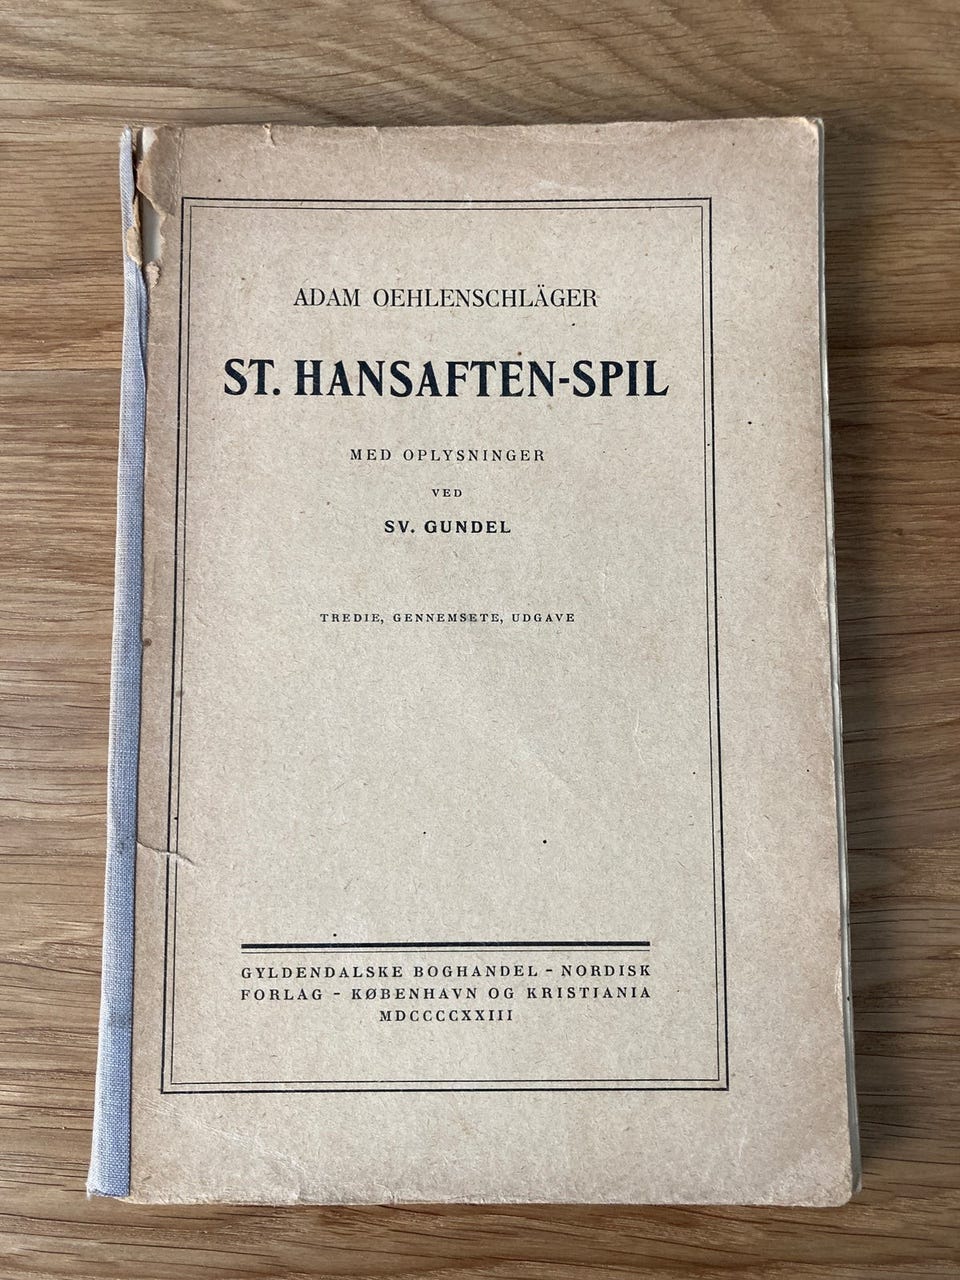 ADAM OEHLENSCHLÄGER
ST. HANSAFTEN-SPIL
MED OPLYSNINGER
VED
SV. GUNDEL
TREDIE, GENNEMSETE, UDGAVE
GYLDENDALSKE BOGHANDEL - NORDISK
FORLAG - KØBENHAVN OG KRISTIANIA
MDCCCCXXIII